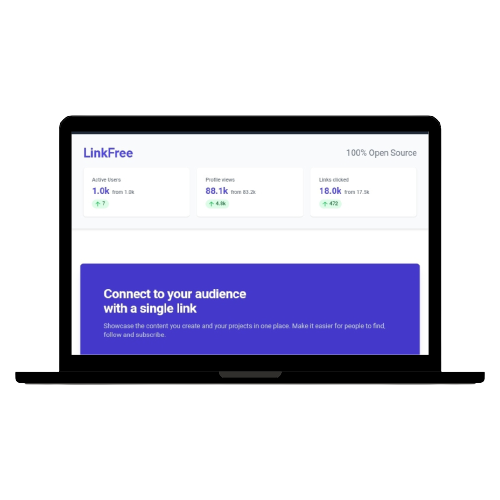 LinkFree
100% Open Source
Active Users
1.0k from 1.0k
↑ 7
Profile views
88.1k from 83.2k
↑ 4.9k
Links clicked
18.0k from 17.5k
↑ 472
Connect to your audience
with a single link
Showcase the content you create and your projects in one place. Make it easier for people to find,
follow and subscribe.